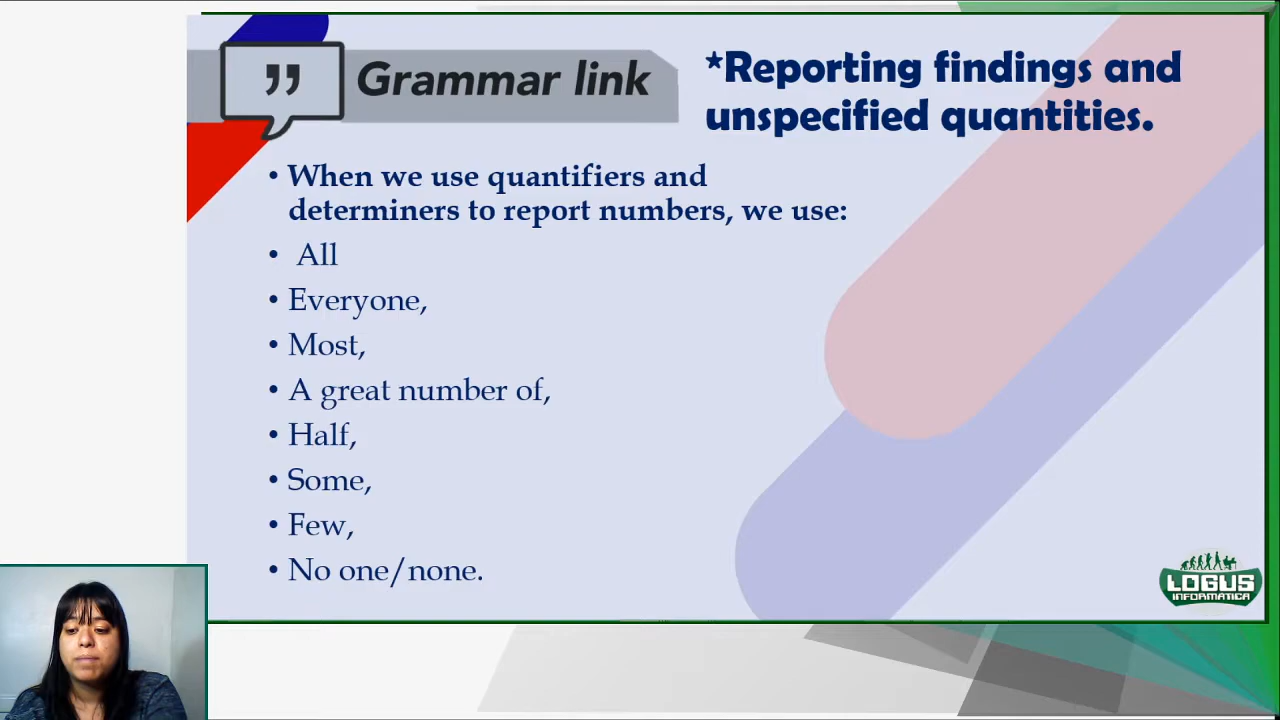 Grammar link
*Reporting findings and
unspecified quantities.
• When we use quantifiers and
determiners to report numbers, we use:
• All
• Everyone,
• Most,
• A great number of,
• Half,
• Some,
• Few,
• No one/none.
LOGUS
INFORMATICA